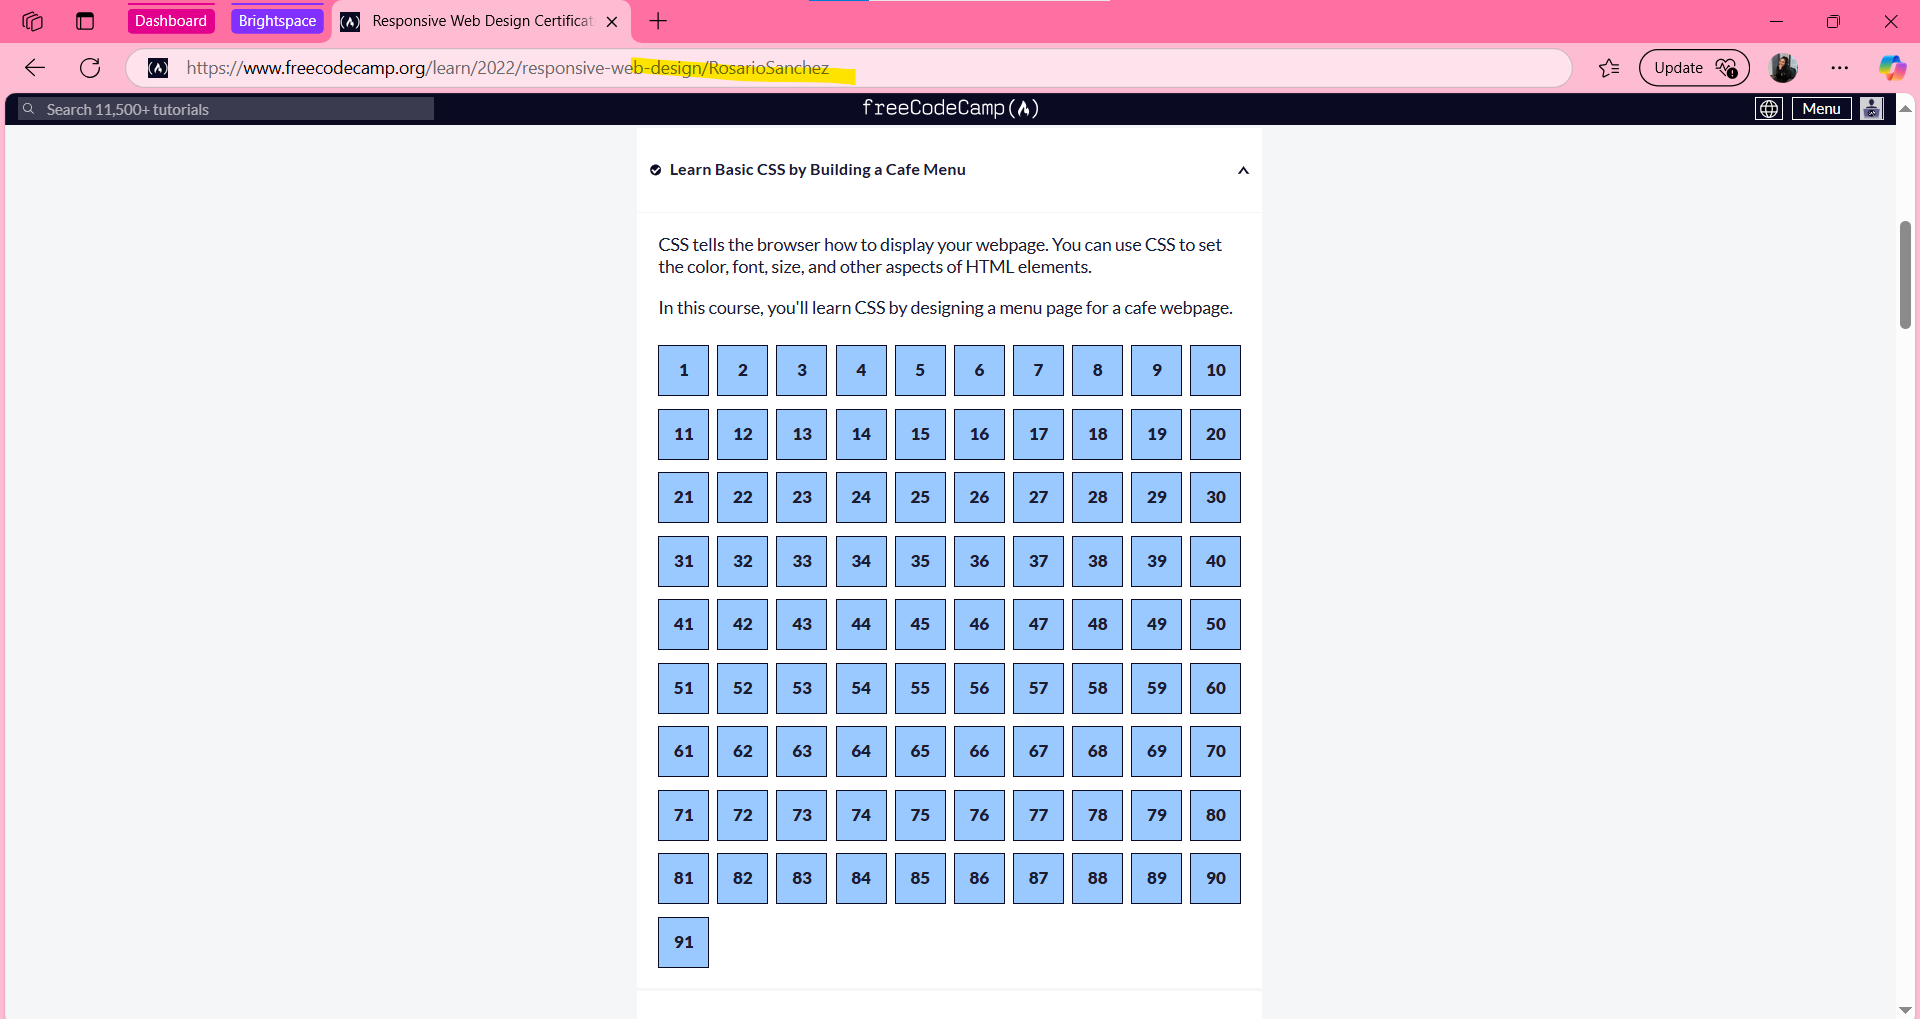 Dashboard Brightspace Responsive Web Design Certificat
https://www.freecodecamp.org/learn/2022/responsive-web-design/RosarioSanchez Update
Search 11,500+ tutorials freeCodeCamp Menu
Learn Basic CSS by Building a Cafe Menu
CSS tells the browser how to display your webpage. You can use CSS to set
the color, font, size, and other aspects of HTML elements.
In this course, you'll learn CSS by designing a menu page for a cafe webpage.
1 2 3 4 5 6 7 8 9 10
11 12 13 14 15 16 17 18 19 20
21 22 23 24 25 26 27 28 29 30
31 32 33 34 35 36 37 38 39 40
41 42 43 44 45 46 47 48 49 50
51 52 53 54 55 56 57 58 59 60
61 62 63 64 65 66 67 68 69 70
71 72 73 74 75 76 77 78 79 80
81 82 83 84 85 86 87 88 89 90
91